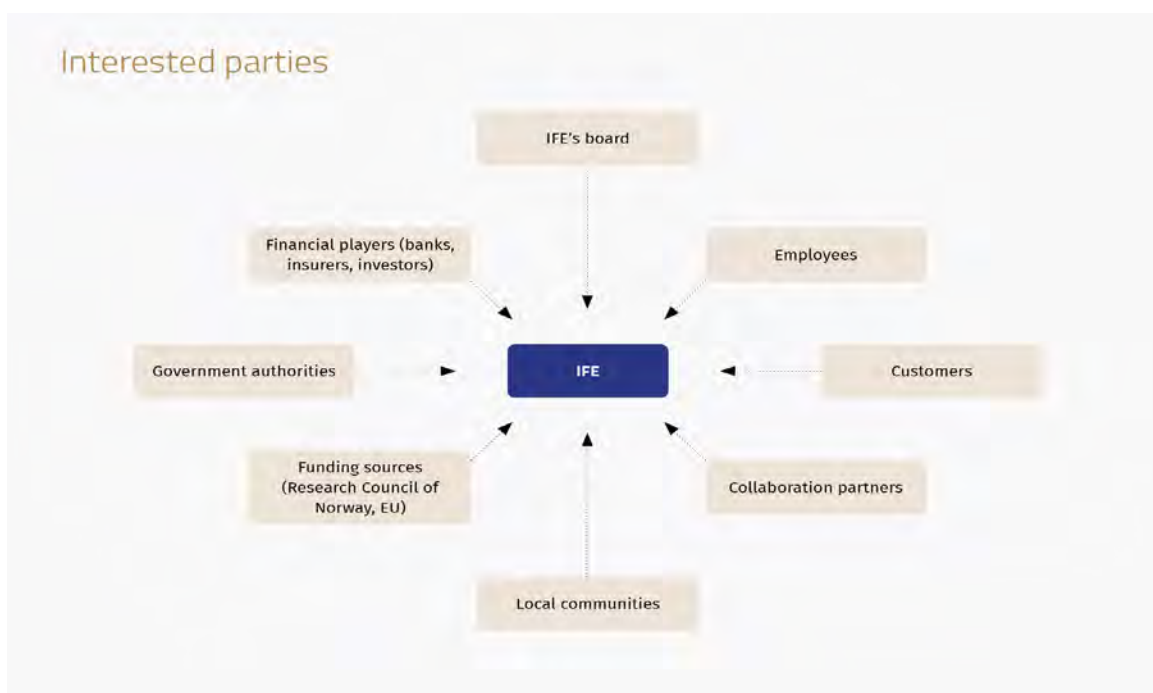 Interested parties
IFE's board
Financial players (banks,
insurers, investors)
Employees
Government authorities
IFE
Customers
Funding sources
(Research Council of
Norway, EU)
Collaboration partners
Local communities